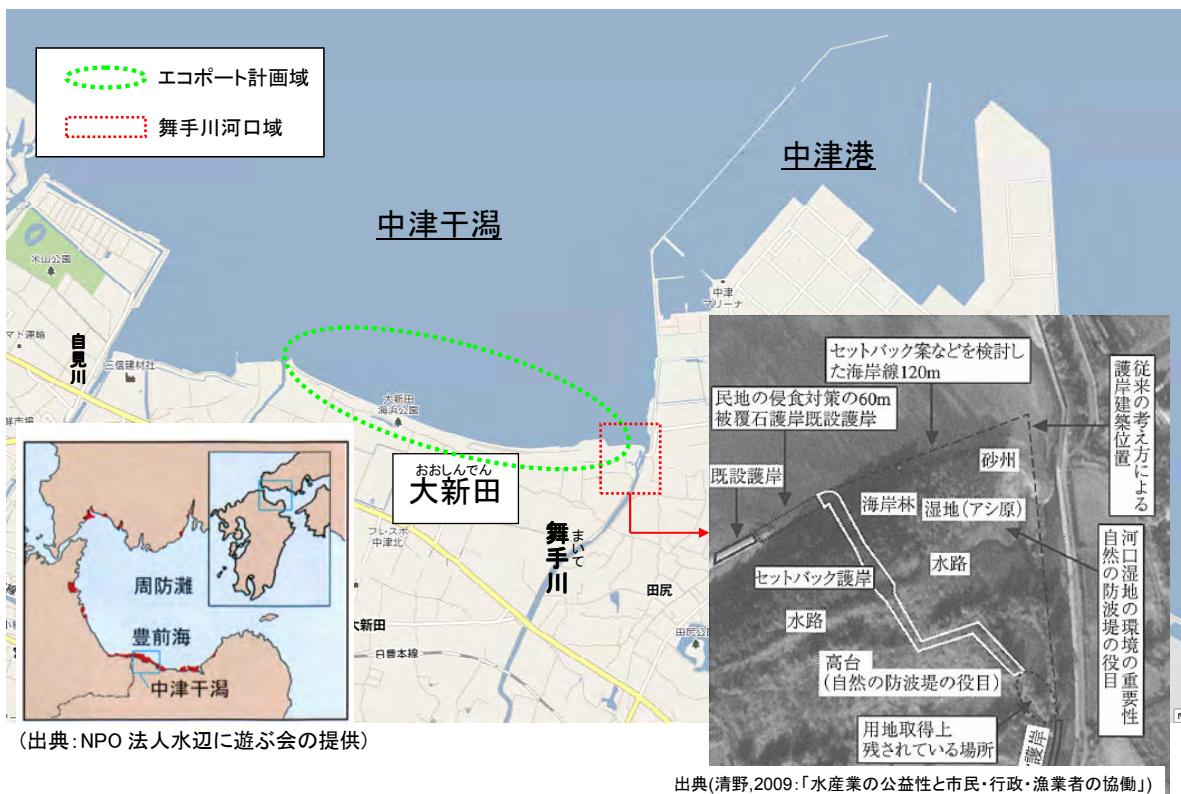 エコポート計画域
舞手川河口域
中津港
中津干潟
米山公園
中津
マリーナ
マト運輸
自見川
三信建材社
大新田
海浜公園
おおしんでん
大新田
フレスポ
中津北
舞手川
まいて
田尻
大新田
日豊本線
田尻公
周防灘
豊前海
中津干潟
(出典:NPO 法人水辺に遊ぶ会の提供)
セットバック案などを検討し
た海岸線120m
民地の侵食対策の60m
被覆石護岸既設護岸
従来の考え方による
護岸建築位置
既設護岸
砂州
海岸林
湿地(アシ原)
水路
セットバック護岸
水路
高台
(自然の防波堤の役目)
河口湿地の環境の重要性
自然の防波堤の役目
用地取得上
残されている場所
護岸
出典(清野,2009:「水産業の公益性と市民・行政・漁業者の協働」)